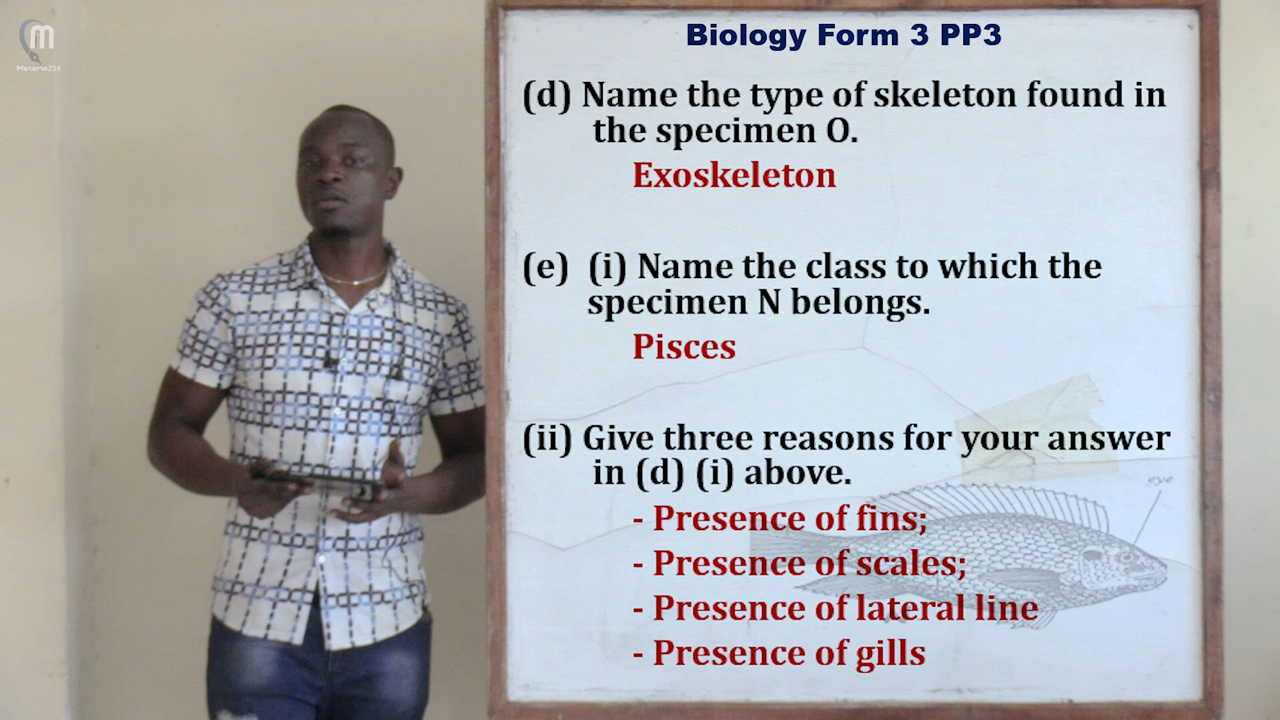 M
Maremo254
Biology Form 3 PP3
(d) Name the type of skeleton found in
the specimen O.
Exoskeleton
(e) (i) Name the class to which the
specimen N belongs.
Pisces
(ii) Give three reasons for your answer
in (d) (i) above.
- Presence of fins;
- Presence of scales;
- Presence of lateral line
- Presence of gills
eye